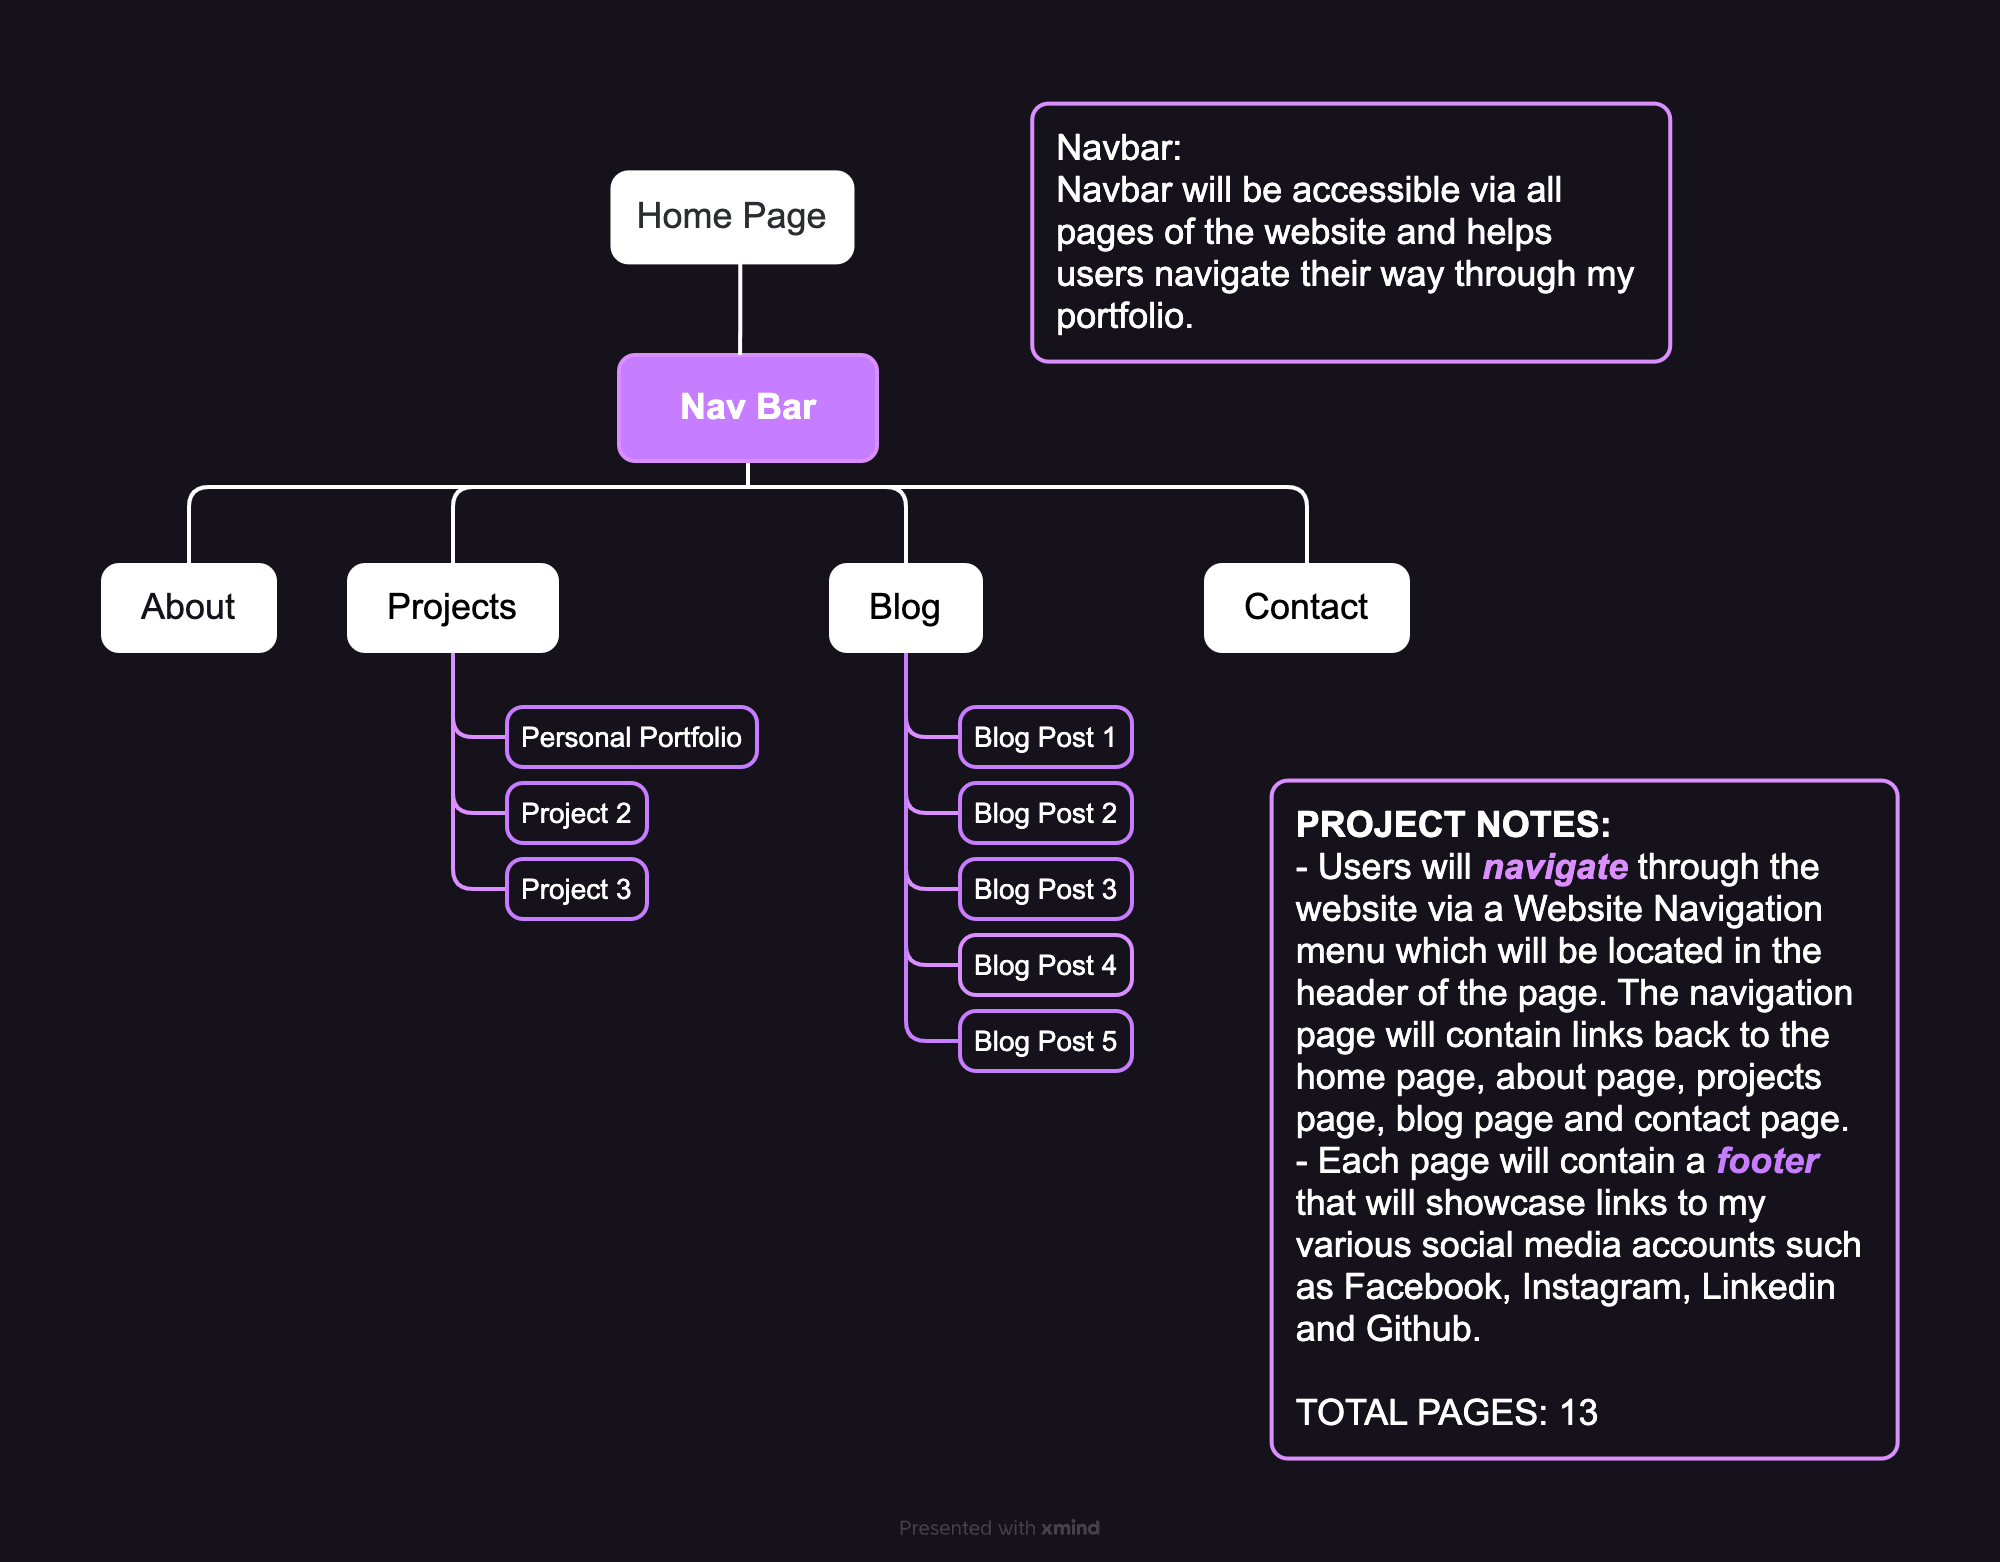 Home Page
Navbar:
Navbar will be accessible via all
pages of the website and helps
users navigate their way through my
portfolio.
Nav Bar
About
Projects
Blog
Contact
Personal Portfolio
Project 2
Project 3
Blog Post 1
Blog Post 2
Blog Post 3
Blog Post 4
Blog Post 5
PROJECT NOTES:
- Users will navigate through the
website via a Website Navigation
menu which will be located in the
header of the page. The navigation
page will contain links back to the
home page, about page, projects
page, blog page and contact page.
- Each page will contain a footer
that will showcase links to my
various social media accounts such
as Facebook, Instagram, Linkedin
and Github.
TOTAL PAGES: 13
Presented with xmind